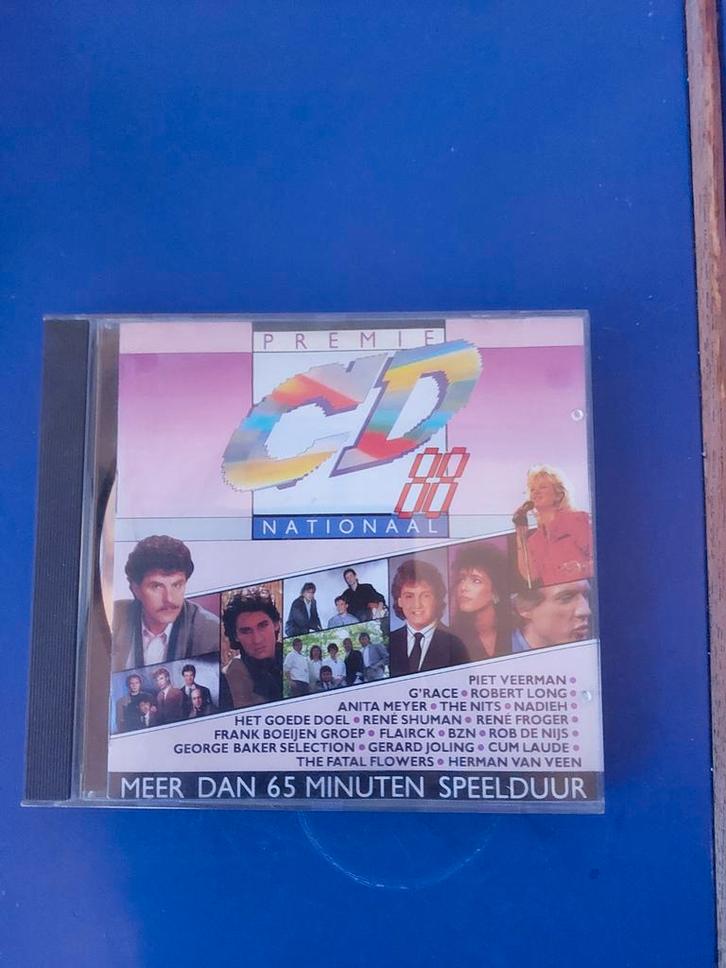 PREMIE
CD
88
NATIONAAL
PIET VEERMAN •
G'RACE • ROBERT LONG •
ANITA MEYER • THE NITS • NADIEH •
HET GOEDE DOEL • RENÉ SHUMAN • RENÉ FROGER •
FRANK BOEIJEN GROEP • FLAIRCK • BZN • ROB DE NIJS •
GEORGE BAKER SELECTION • GERARD JOLING • CUM LAUDE •
THE FATAL FLOWERS • HERMAN VAN VEEN
MEER DAN 65 MINUTEN SPEELDUUR